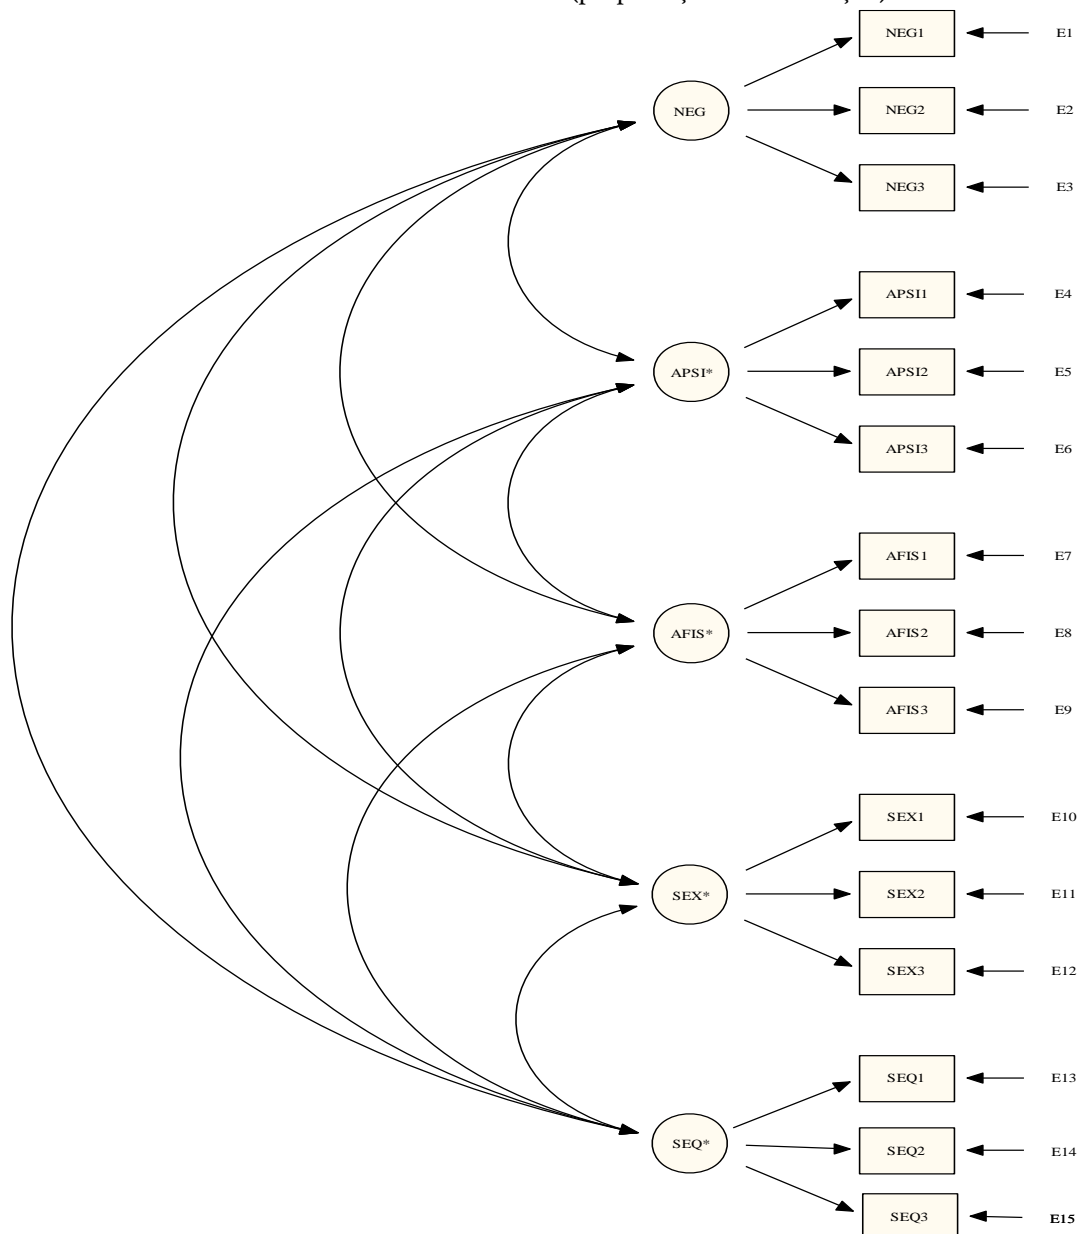 NEG1 E1
NEG NEG2 E2
NEG3 E3
APSI1 E4
APSI* APSI2 E5
APSI3 E6
AFIS1 E7
AFIS* AFIS2 E8
AFIS3 E9
SEX1 E10
SEX* SEX2 E11
SEX3 E12
SEQ1 E13
SEQ* SEQ2 E14
SEQ3 E15